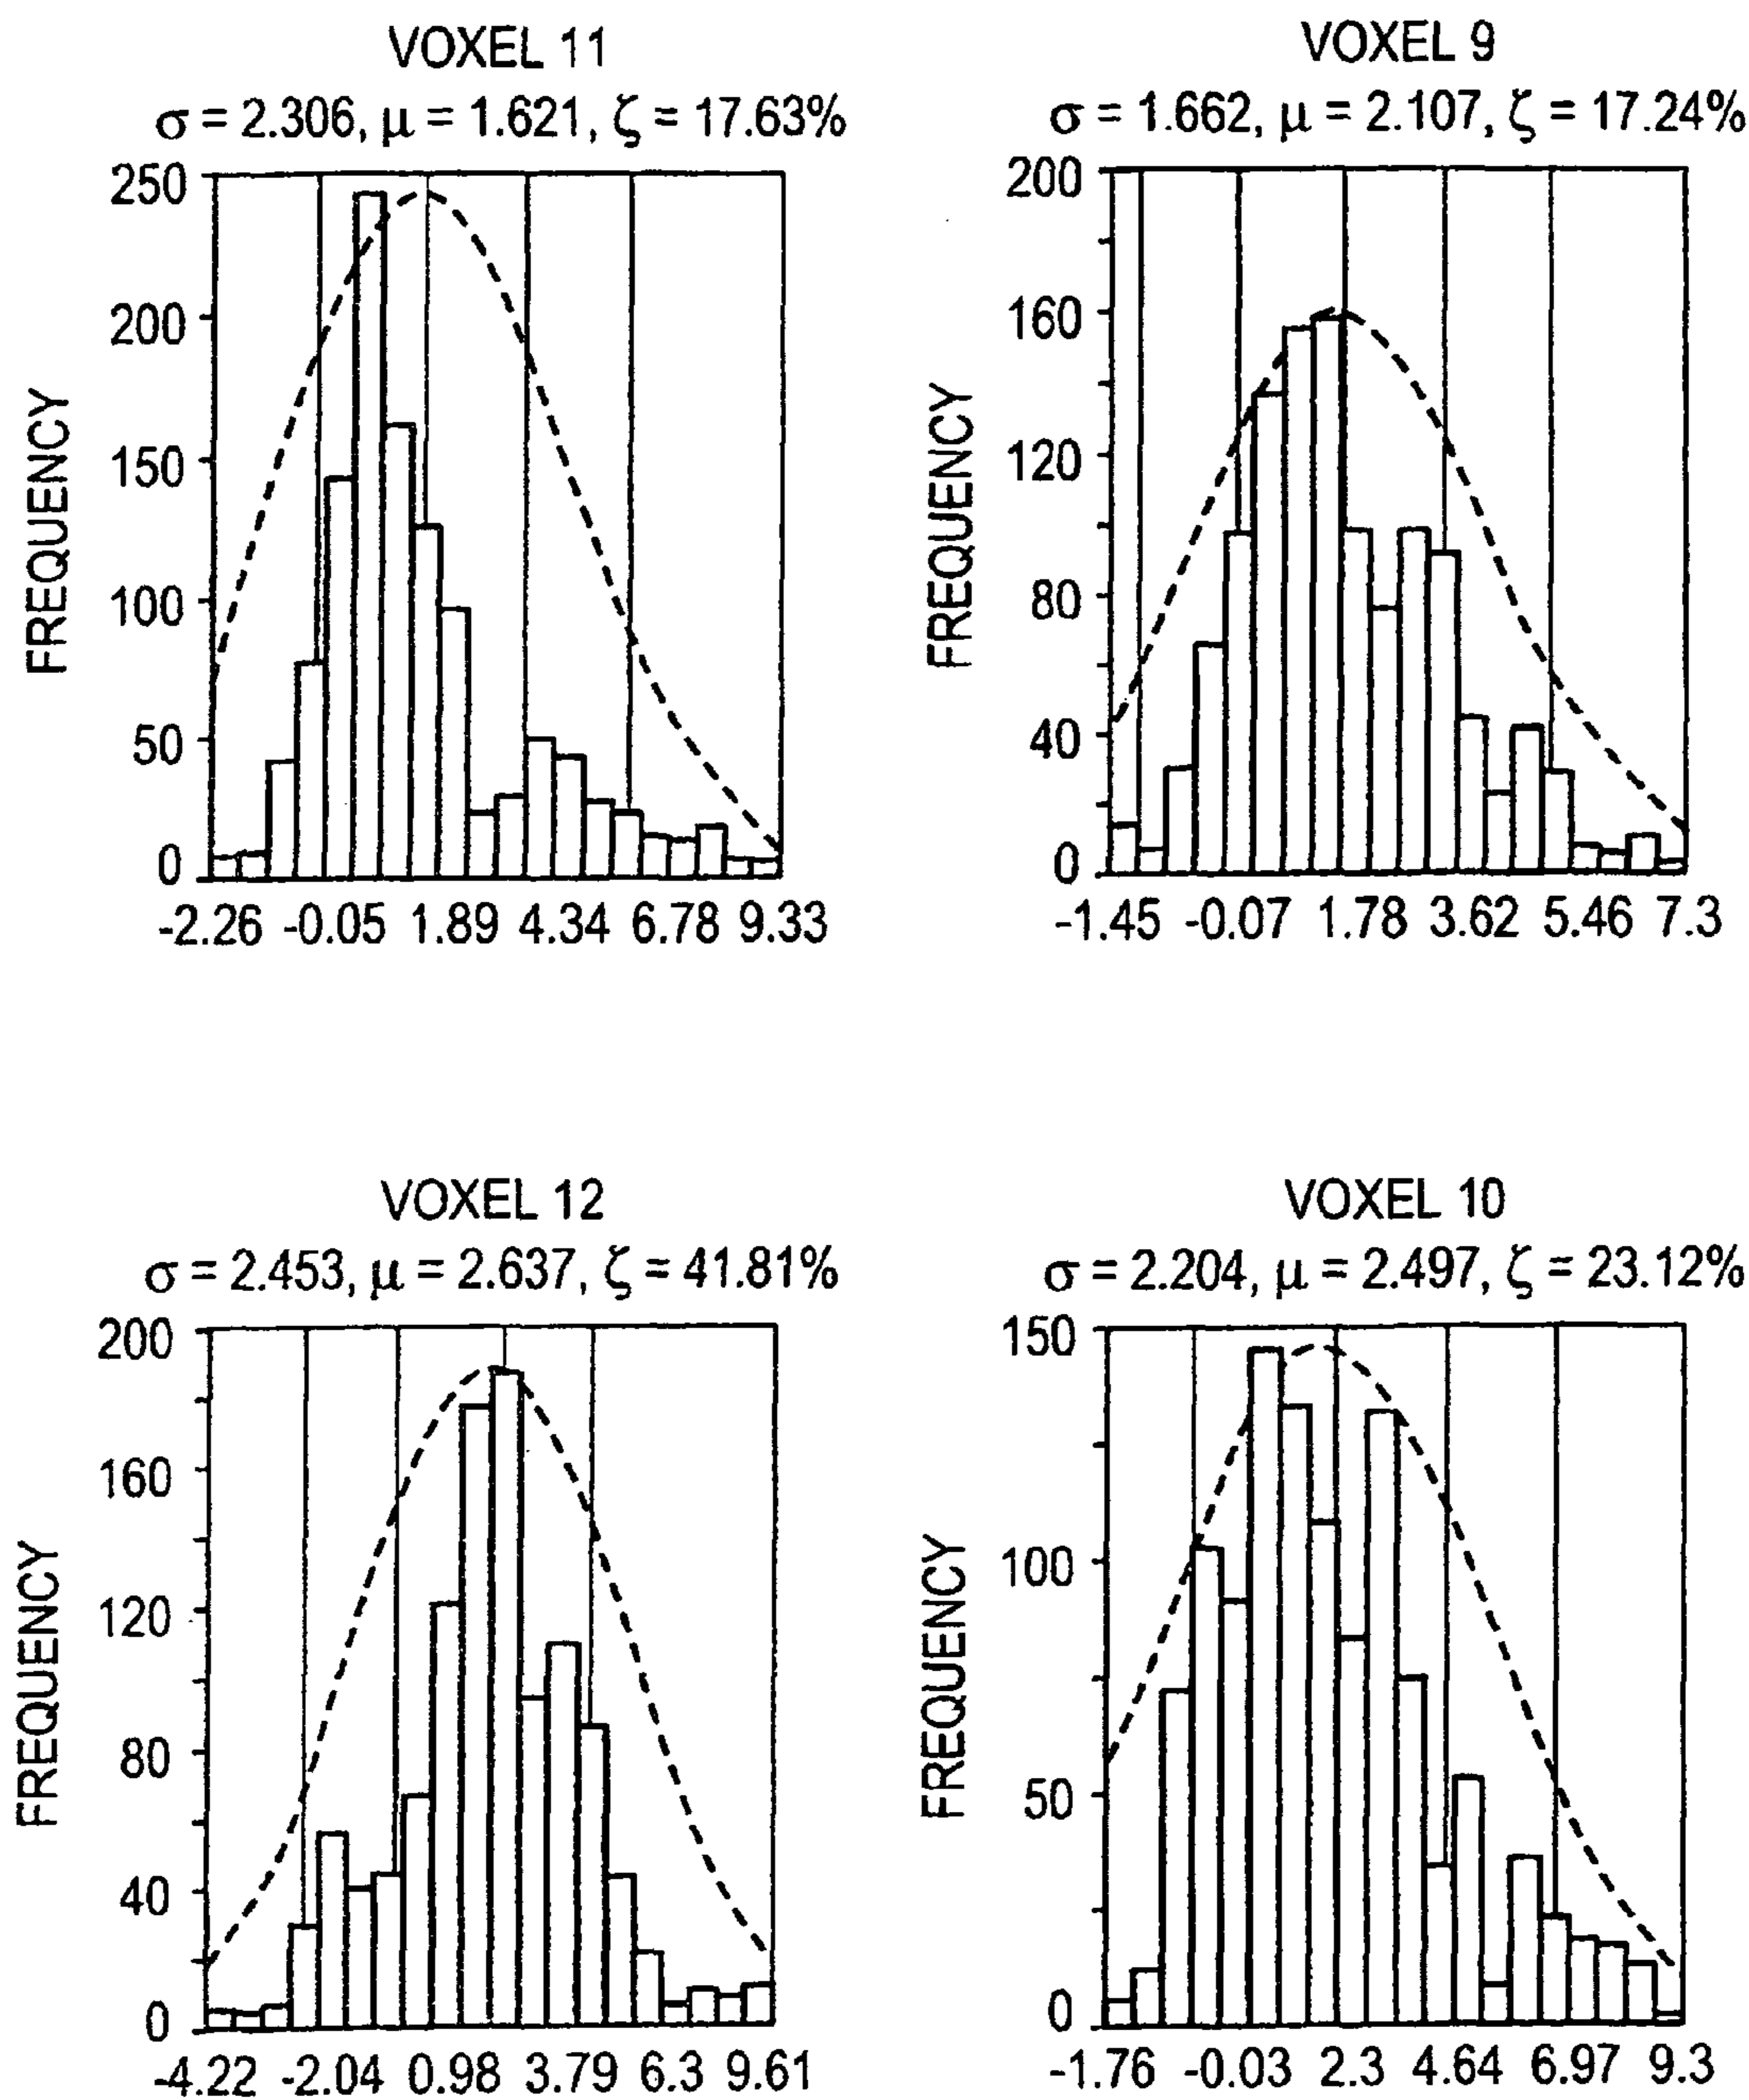 VOXEL 11
σ = 2.306, μ = 1.621, ζ = 17.63%
250
200
150
100
50
0
FREQUENCY
-2.26 -0.05 1.89 4.34 6.78 9.33
VOXEL 9
σ = 1.662, μ = 2.107, ζ = 17.24%
200
160
120
80
40
0
FREQUENCY
-1.45 -0.07 1.78 3.62 5.46 7.3
VOXEL 12
σ = 2.453, μ = 2.637, ζ = 41.81%
200
160
120
80
40
0
FREQUENCY
-4.22 -2.04 0.98 3.79 6.3 9.61
VOXEL 10
σ = 2.204, μ = 2.497, ζ = 23.12%
150
100
50
0
FREQUENCY
-1.76 -0.03 2.3 4.64 6.97 9.3